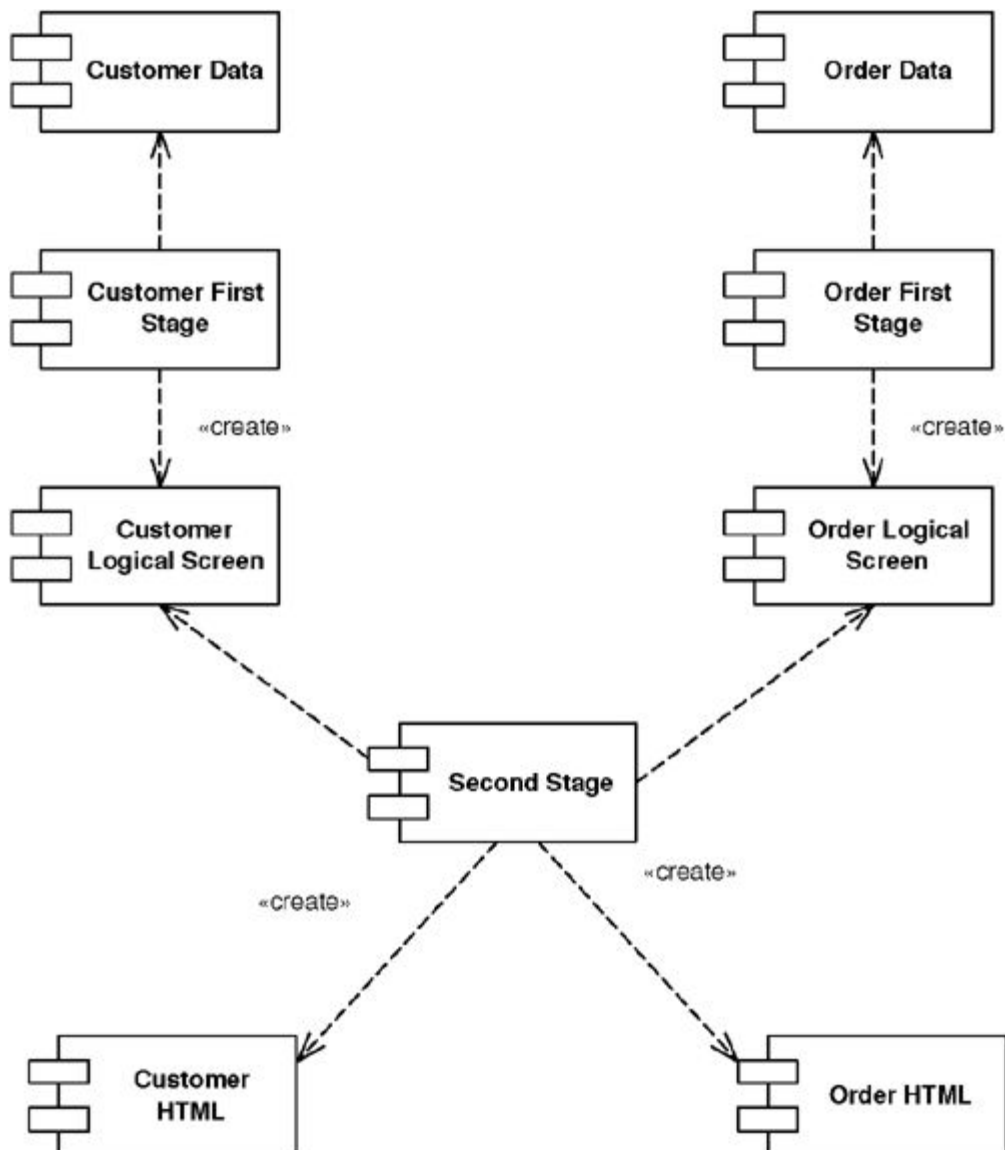 Customer Data
Order Data
Customer First
Stage
Order First
Stage
«create»
«create»
Customer
Logical Screen
Order Logical
Screen
Second Stage
«create»
«create»
Customer
HTML
Order HTML